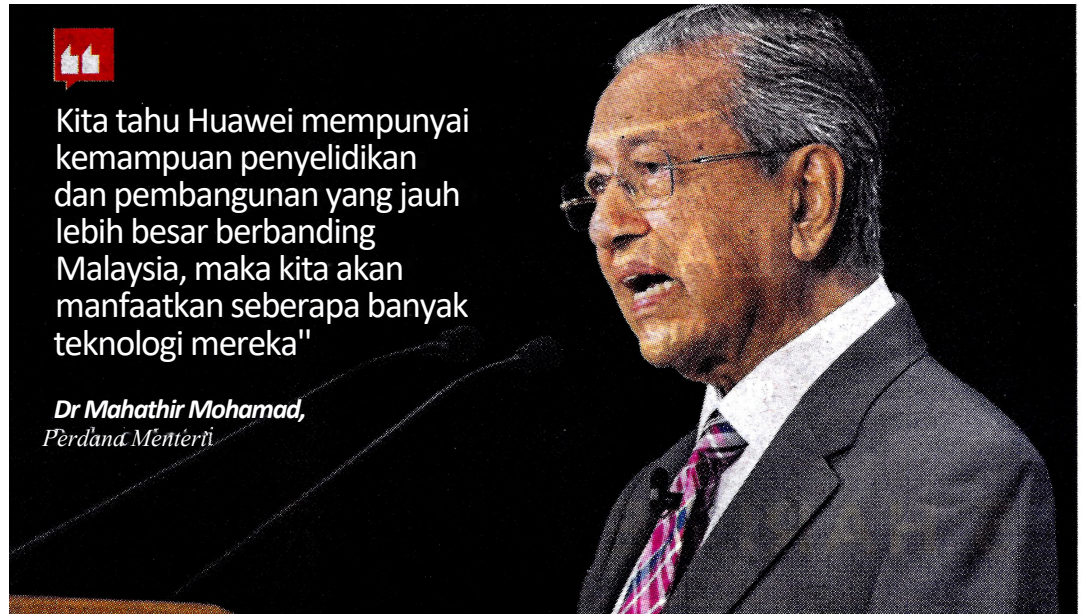 Kita tahu Huawei mempunyai
kemampuan penyelidikan
dan pembangunan yang jauh
lebih besar berbanding
Malaysia, maka kita akan
manfaatkan seberapa banyak
teknologi mereka"
Dr Mahathir Mohamad,
Perdana Menterti